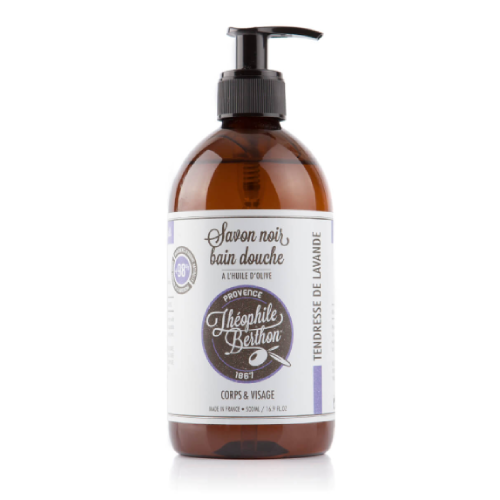 Savon noir
bain douche
A L'HUILE D'OLIVE
PROVENCE
Théophile
Berthon
1867
CORPS & VISAGE
MADE IN FRANCE • 500ML / 16.9 FL.OZ
98%
TENDRESSE DE LAVANDE